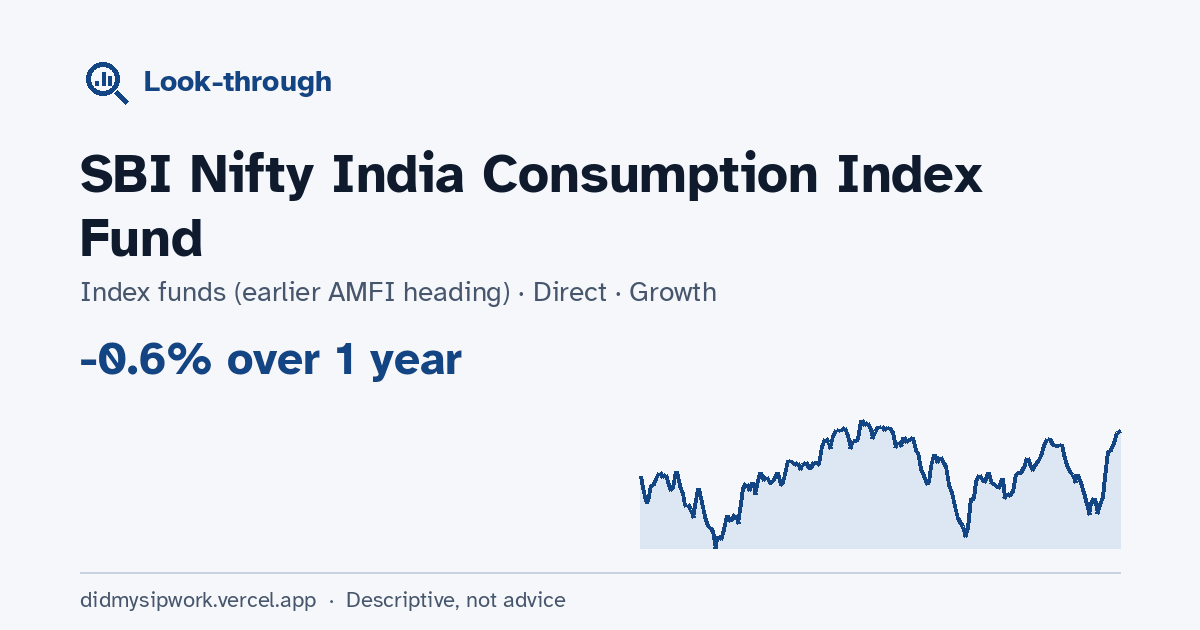 Look-through
SBI Nifty India Consumption Index
Fund
Index funds (earlier AMFI heading) · Direct · Growth
-0.6% over 1 year
didmysipwork.vercel.app · Descriptive, not advice